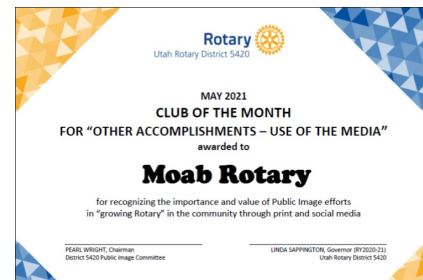 Rotary
Utah Rotary District 5420
MAY 2021
CLUB OF THE MONTH
FOR “OTHER ACCOMPLISHMENTS – USE OF THE MEDIA”
awarded to
Moab Rotary
for recognizing the importance and value of Public Image efforts
in “growing Rotary” in the community through print and social media
PEARL WRIGHT, Chairman
District 5420 Public Image Committee
LINDA SAPPINGTON, Governor (RY2020-21)
Utah Rotary District 5420